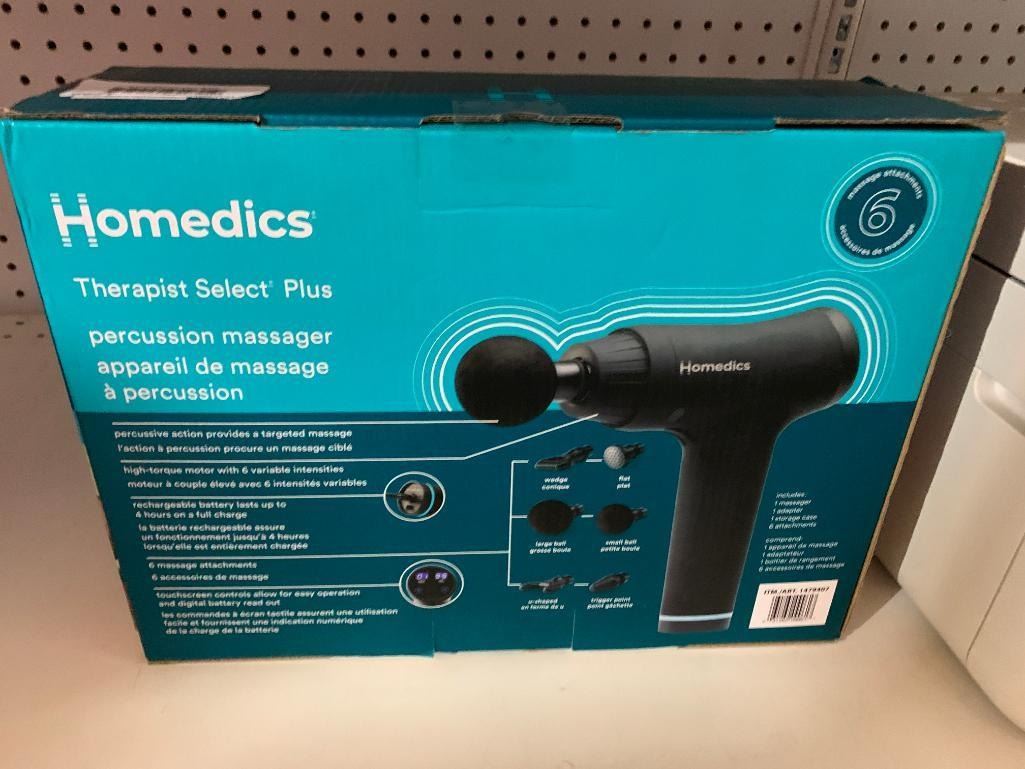 Homedics
Therapist Select Plus
percussion massager
appareil de massage
à percussion
massage attachments
6
accessoires de massage
Homedics
percussive action provides a targeted massage
l'action à percussion procure un massage ciblé
high-torque motor with 6 variable intensities
moteur à couple élevé avec 6 intensités variables
rechargeable battery lasts up to
4 hours on a full charge
la batterie rechargeable assure
un fonctionnement jusqu'à 4 heures
lorsqu'elle est entièrement chargée
6 massage attachments
6 accessoires de massage
touchscreen controls allow for easy operation
and digital battery read out
les commandes à écran tactile assurent une utilisation
facile et fournissent une indication numérique
de la charge de la batterie
wedge
conique
flat
plat
large ball
grosse boule
small ball
petite boule
u-shaped
en forme de u
trigger point
point gâchette
includes:
1 massager
1 adapter
1 storage case
6 attachments
comprend:
1 appareil de massage
1 adaptateur
1 boîtier de rangement
6 accessoires de massage
ITM./ART. 1479407